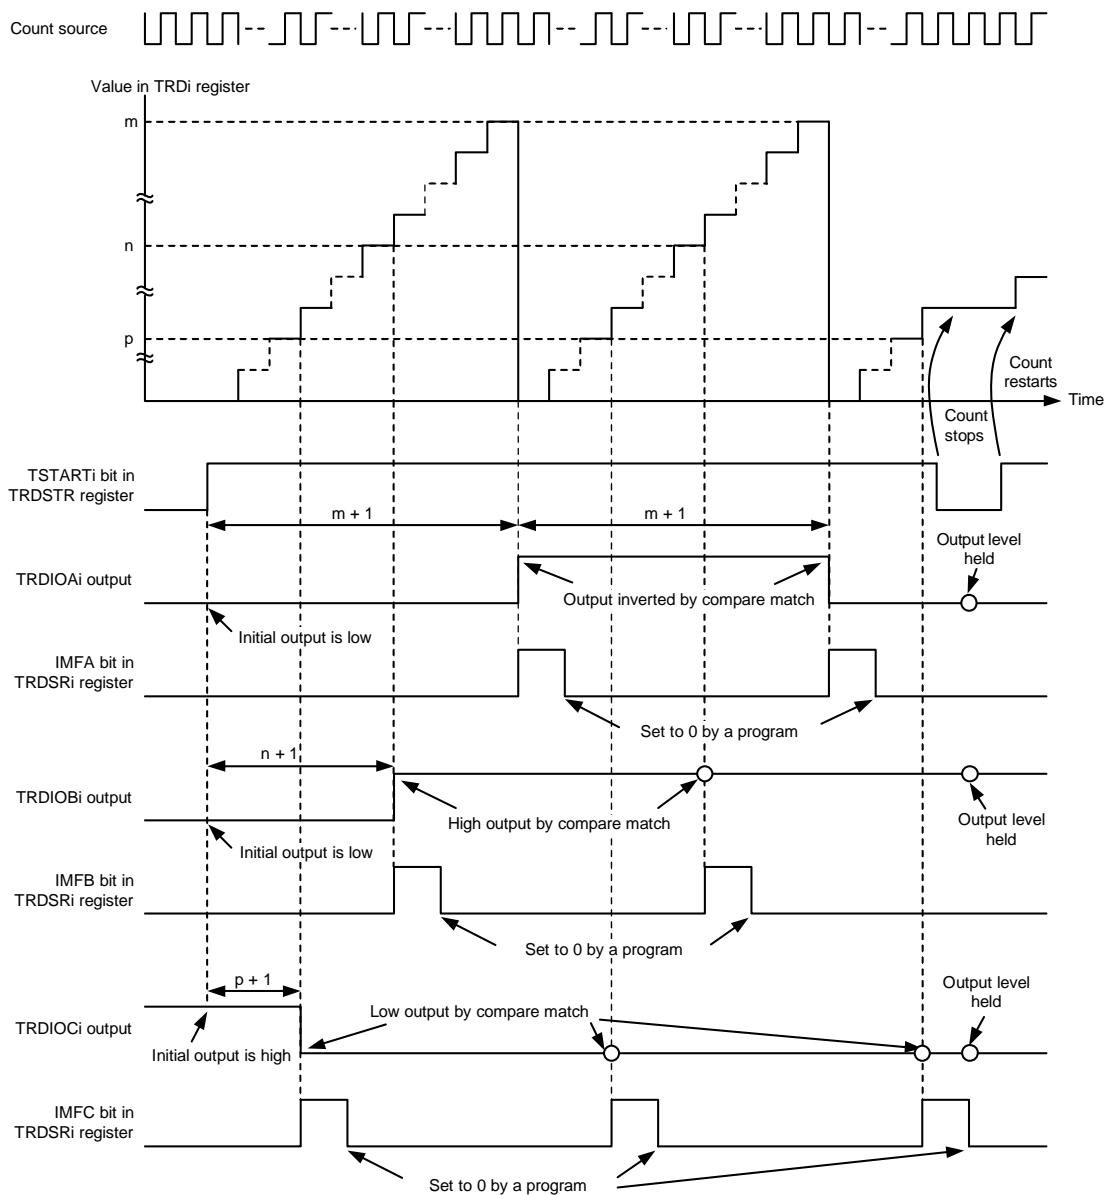 Count source
Value in TRDi register
m
n
p
Count
restarts
Time
Count
stops
TSTARTi bit in
TRDSTR register
m + 1
m + 1
Output level
held
TRDIOAi output
Output inverted by compare match
Initial output is low
IMFA bit in
TRDSRi register
Set to 0 by a program
n + 1
TRDIOBi output
High output by compare match
Output level
held
Initial output is low
IMFB bit in
TRDSRi register
Set to 0 by a program
p + 1
Output level
held
Low output by compare match
TRDIOCi output
Initial output is high
IMFC bit in
TRDSRi register
Set to 0 by a program